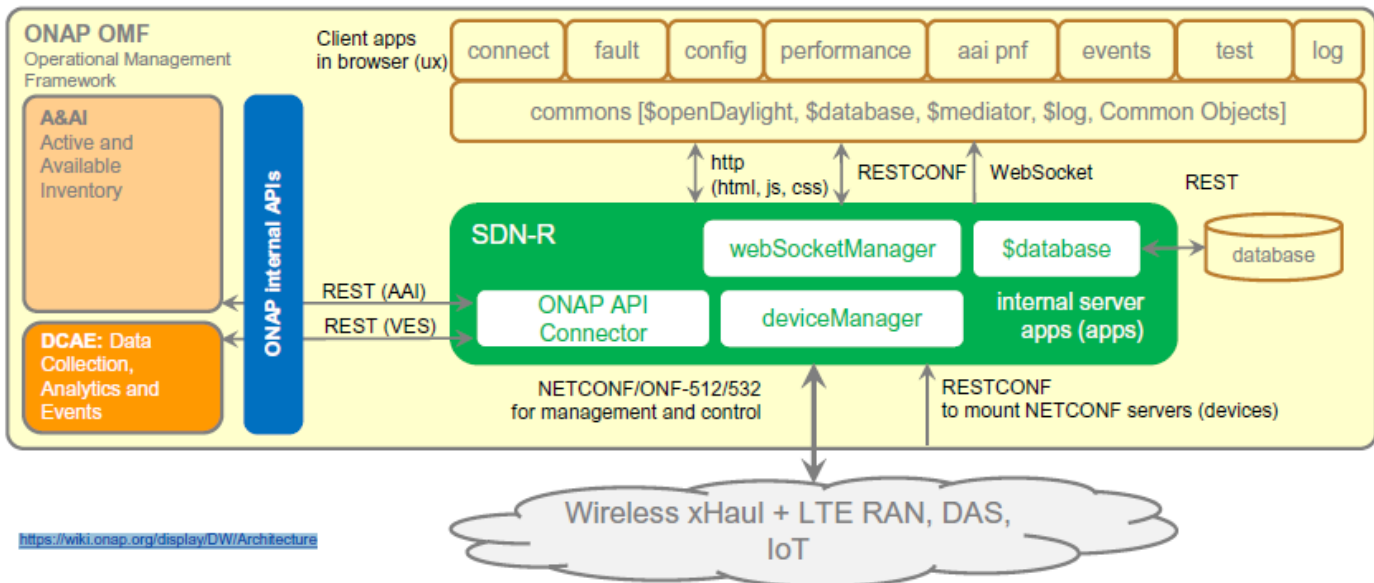 ONAP OMF
Operational Management
Framework
Client apps
in browser (ux)
connect
fault
config
performance
aai pnf
events
test
log
commons [$openDaylight, $database, $mediator, $log, Common Objects]
A&AI
Active and
Available
Inventory
ONAP internal APIs
http
(html, js, css)
RESTCONF
WebSocket
REST
SDN-R
webSocketManager
$database
database
REST (AAI)
REST (VES)
ONAP API
Connector
deviceManager
internal server
apps (apps)
DCAE: Data
Collection,
Analytics and
Events
NETCONF/ONF-512/532
for management and control
RESTCONF
to mount NETCONF servers (devices)
Wireless xHaul + LTE RAN, DAS,
IoT
https://wiki.onap.org/display/DW/Architecture